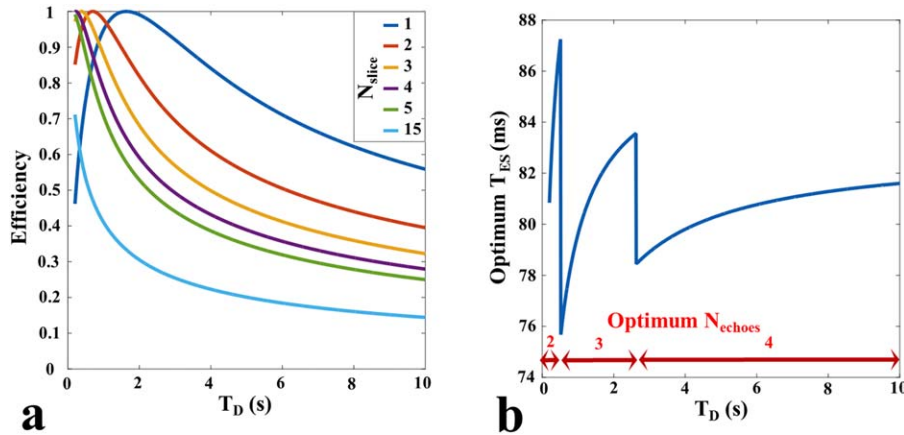 1
0.9
0.8
0.7
0.6
0.5
0.4
0.3
0.2
0.1
0
Efficiency
0 2 4 6 8 10
T_D (s)
N_slice
1
2
3
4
5
15
a
86
84
82
80
78
76
74
Optimum T_ES (ms)
Optimum N_echoes
2 3 4
0 2 4 6 8 10
T_D (s)
b